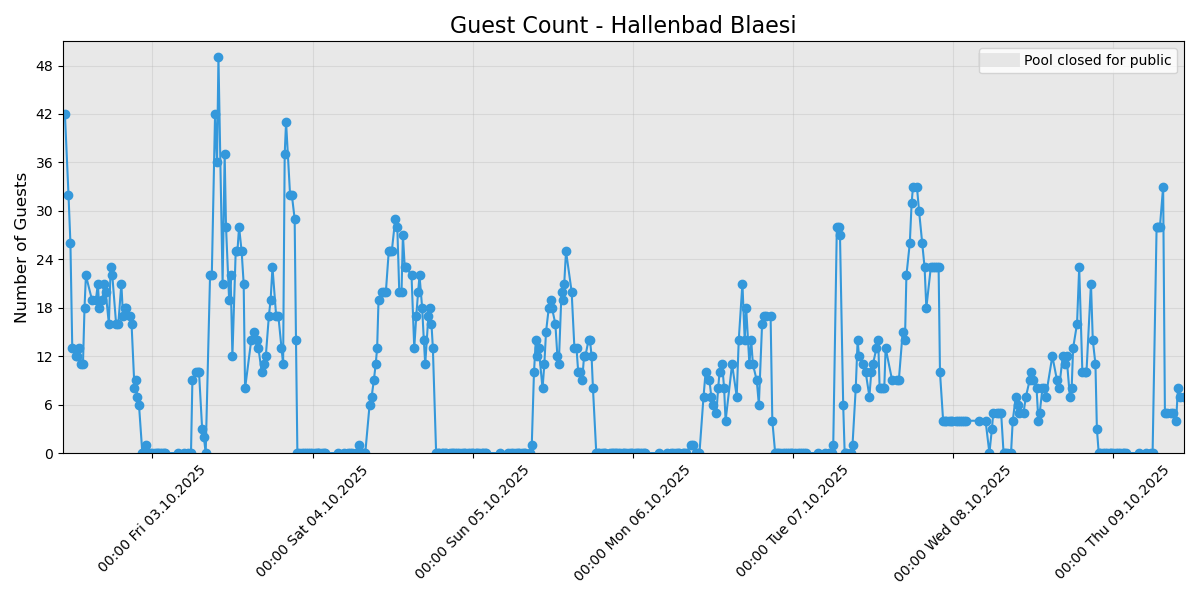 Guest Count - Hallenbad Blaesi
Pool closed for public
Number of Guests
48
42
36
30
24
18
12
6
0
00:00 Fri 03.10.2025
00:00 Sat 04.10.2025
00:00 Sun 05.10.2025
00:00 Mon 06.10.2025
00:00 Tue 07.10.2025
00:00 Wed 08.10.2025
00:00 Thu 09.10.2025